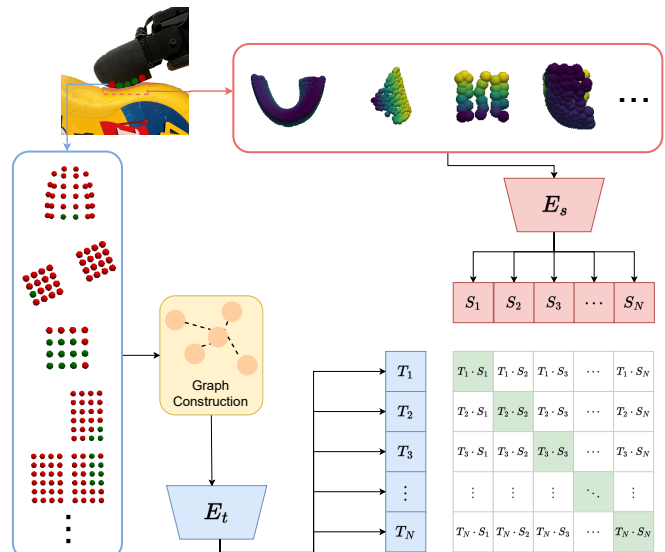 ...
E_s
S_1 S_2 S_3 ⋯ S_N
Graph
Construction
T_1 T_1 · S_1 T_1 · S_2 T_1 · S_3 ⋯ T_1 · S_N
T_2 T_2 · S_1 T_2 · S_2 T_2 · S_3 ⋯ T_2 · S_N
T_3 T_3 · S_1 T_3 · S_2 T_3 · S_3 ⋯ T_3 · S_N
⋮ ⋮ ⋮ ⋮ ⋱ ⋮
E_t
T_N T_N · S_1 T_N · S_2 T_N · S_3 ⋯ T_N · S_N
⋮